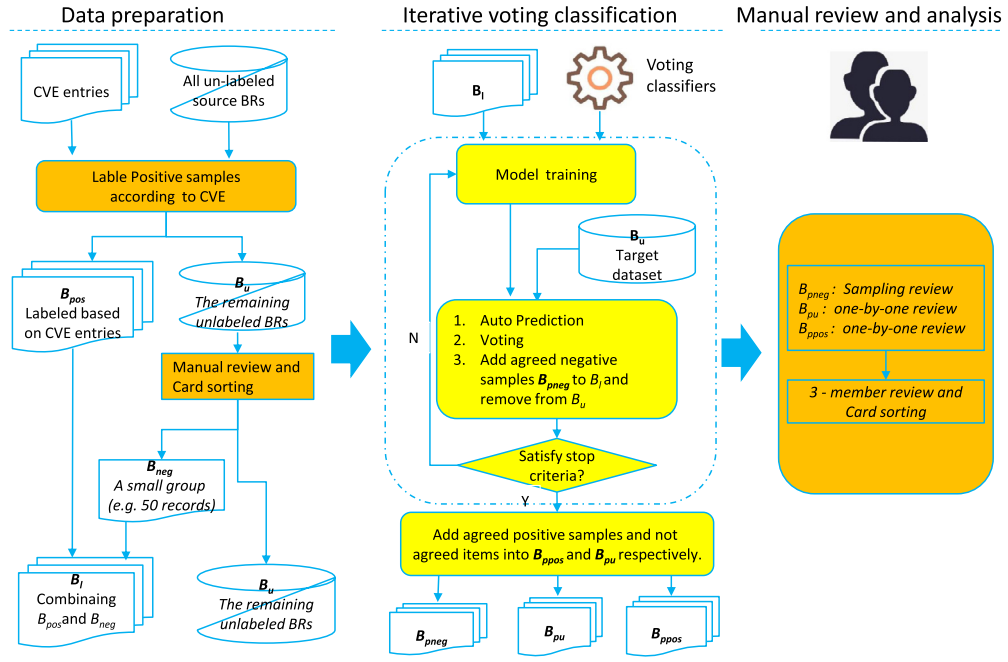 Data preparation
CVE entries
All un-labeled
source BRs
Lable Positive samples
according to CVE
Bpos
Labeled based
on CVE entries
Bu
The remaining
unlabeled BRs
Manual review and
Card sorting
Bneg
A small group
(e.g. 50 records)
Bl
Combinaing
Bpos and Bneg
Bu
The remaining
unlabeled BRs
Iterative voting classification
Bl
Voting
classifiers
Model training
Bu
Target
dataset
N
1. Auto Prediction
2. Voting
3. Add agreed negative
samples Bpneg to Bl and
remove from Bu
Satisfy stop
criteria?
Y
Add agreed positive samples and not
agreed items into Bppos and Bpu respectively.
Bpneg
Bpu
Bppos
Manual review and analysis
Bpneg : Sampling review
Bpu : one-by-one review
Bppos : one-by-one review
3 - member review and
Card sorting